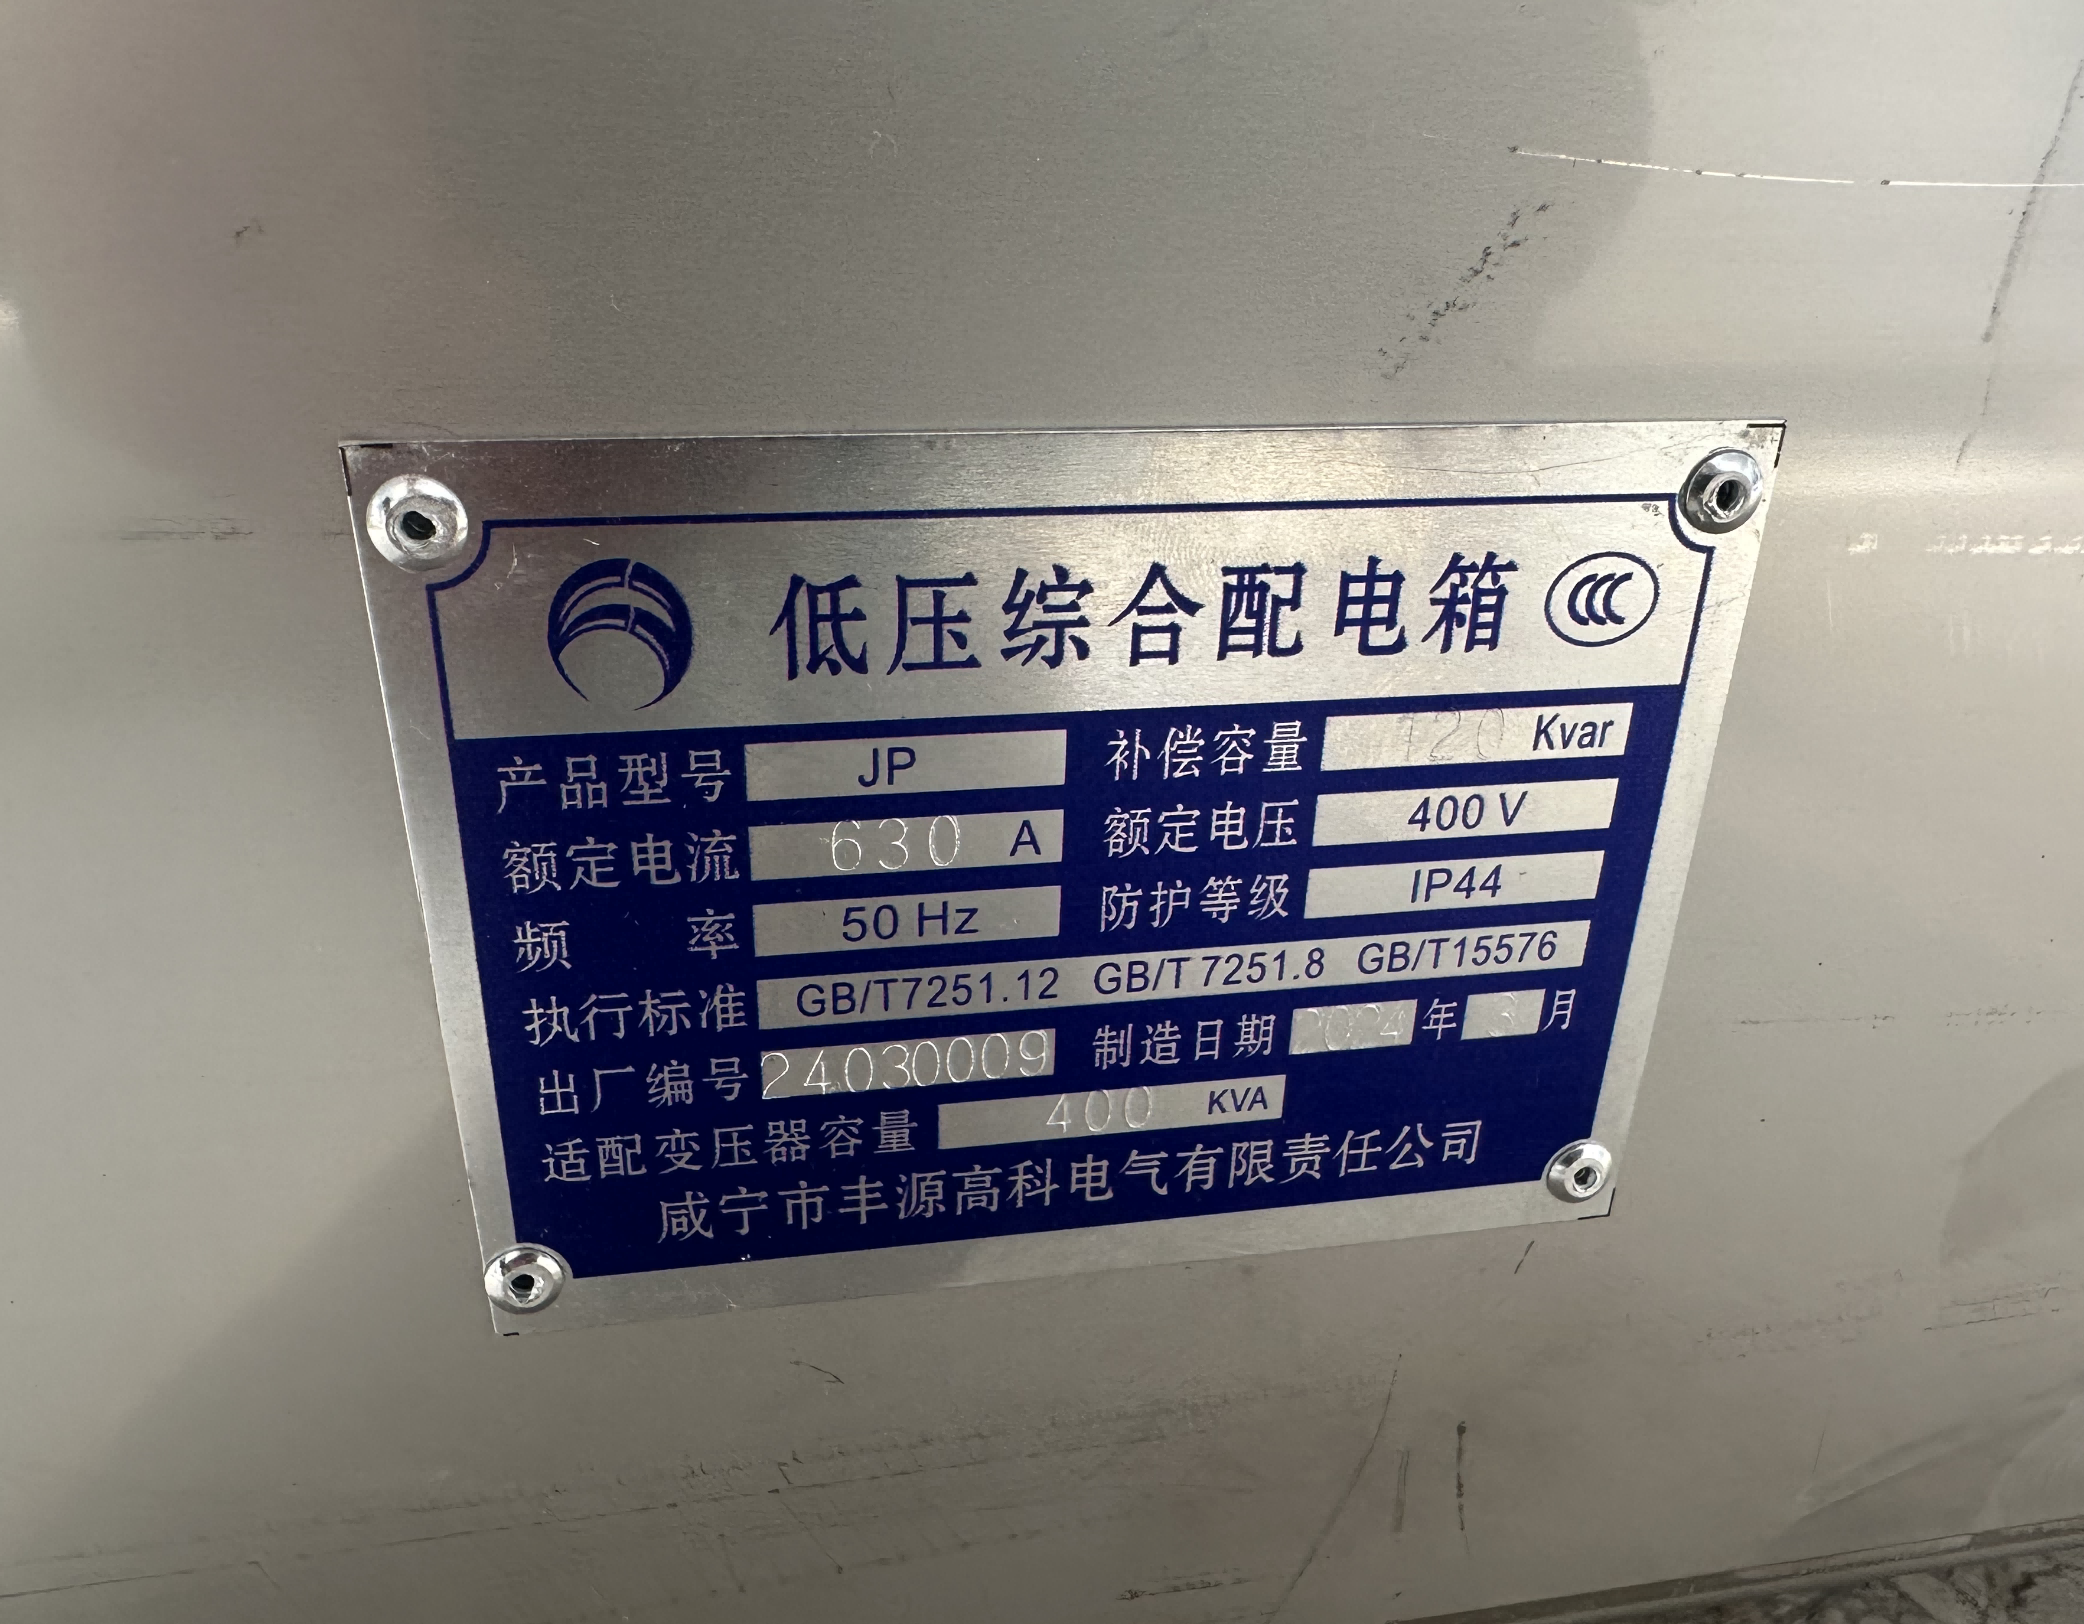 低压综合配电箱
产品型号 JP 补偿容量 120 Kvar
额定电流 630 A 额定电压 400 V
频率 50 Hz 防护等级 IP44
执行标准 GB/T7251.12 GB/T7251.8 GB/T15576
出厂编号 24030009 制造日期 2024 年 3 月
适配变压器容量 400 KVA
咸宁市丰源高科电气有限责任公司